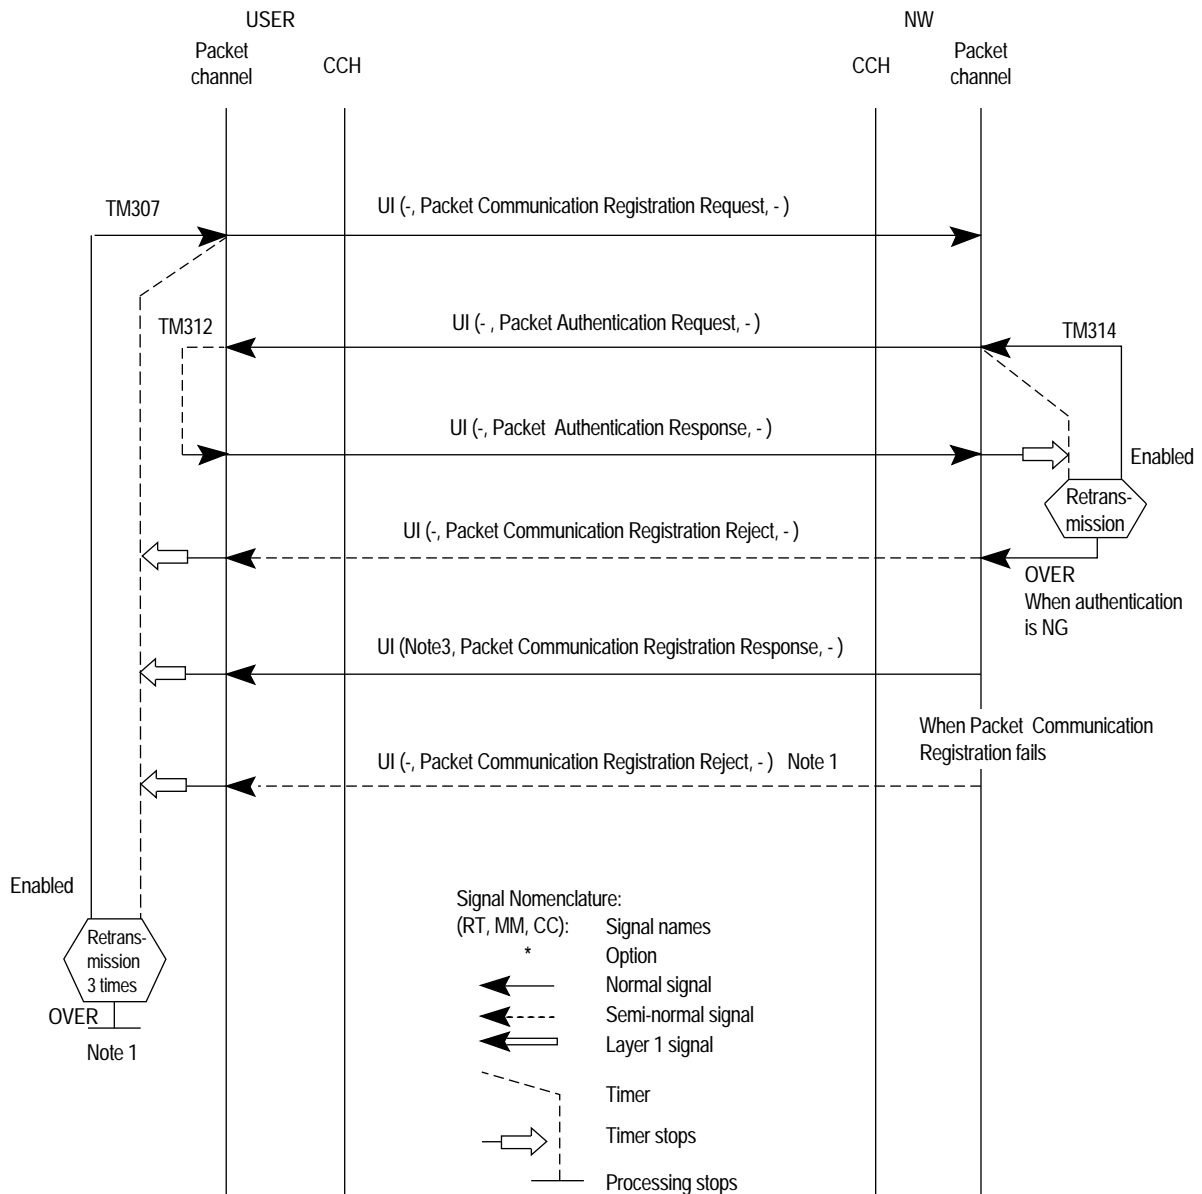 USER
NW
Packet
channel
CCH
CCH
Packet
channel
TM307
UI (-, Packet Communication Registration Request, - )
TM312
UI (- , Packet Authentication Request, - )
TM314
UI (-, Packet  Authentication Response, - )
Enabled
Retrans-
mission
UI (-, Packet Communication Registration Reject, - )
OVER
When authentication
is NG
UI (Note3, Packet Communication Registration Response, - )
When Packet  Communication
Registration fails
UI (-, Packet Communication Registration Reject, - )   Note 1
Enabled
Retrans-
mission
3 times
OVER
Note 1
Signal Nomenclature:
(RT, MM, CC):    Signal names
*    Option
Normal signal
Semi-normal signal
Layer 1 signal
Timer
Timer stops
Processing stops